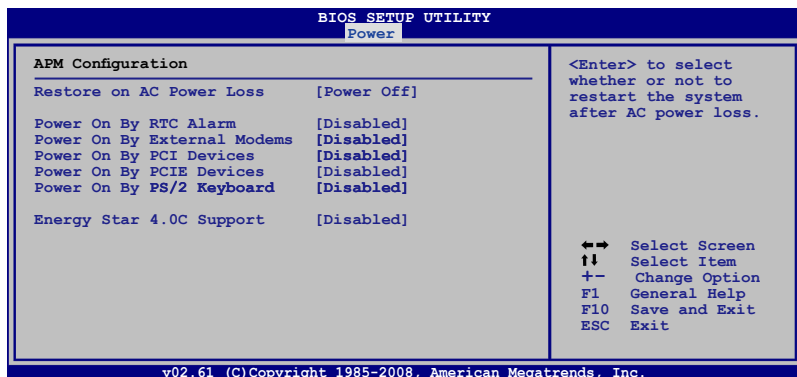 BIOS SETUP UTILITY
Power
APM Configuration
Restore on AC Power Loss [Power Off]
Power On By RTC Alarm [Disabled]
Power On By External Modems [Disabled]
Power On By PCI Devices [Disabled]
Power On By PCIE Devices [Disabled]
Power On By PS/2 Keyboard [Disabled]
Energy Star 4.0C Support [Disabled]
<Enter> to select
whether or not to
restart the system
after AC power loss.
←→ Select Screen
↑↓ Select Item
+- Change Option
F1 General Help
F10 Save and Exit
ESC Exit
v02.61 (C)Copyright 1985-2008, American Megatrends, Inc.